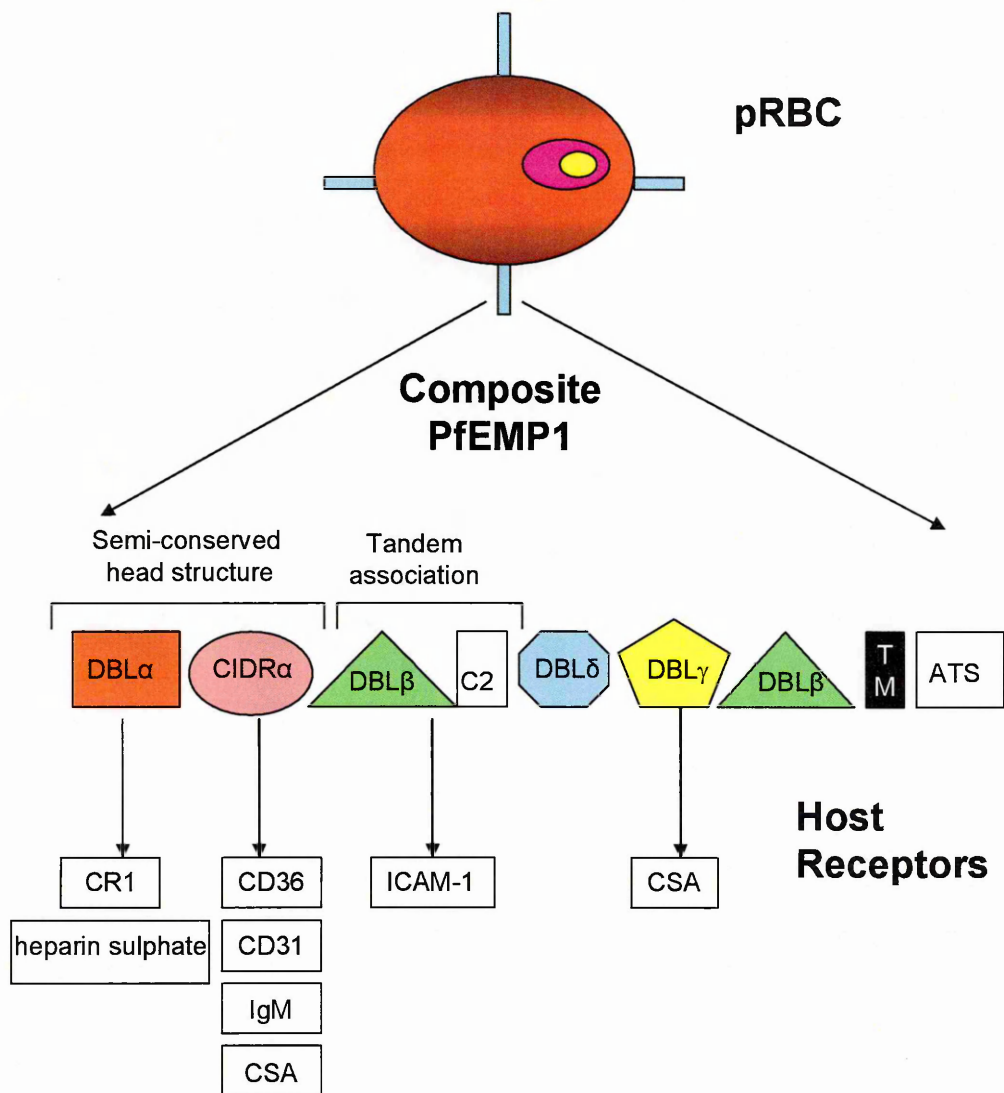 pRBC
Composite
PfEMP1
Semi-conserved
head structure
Tandem
association
DBLα
CIDRα
DBLβ
C2
DBLδ
DBLγ
DBLβ
T
M
ATS
Host
Receptors
CR1
CD36
ICAM-1
CSA
heparin sulphate
CD31
IgM
CSA